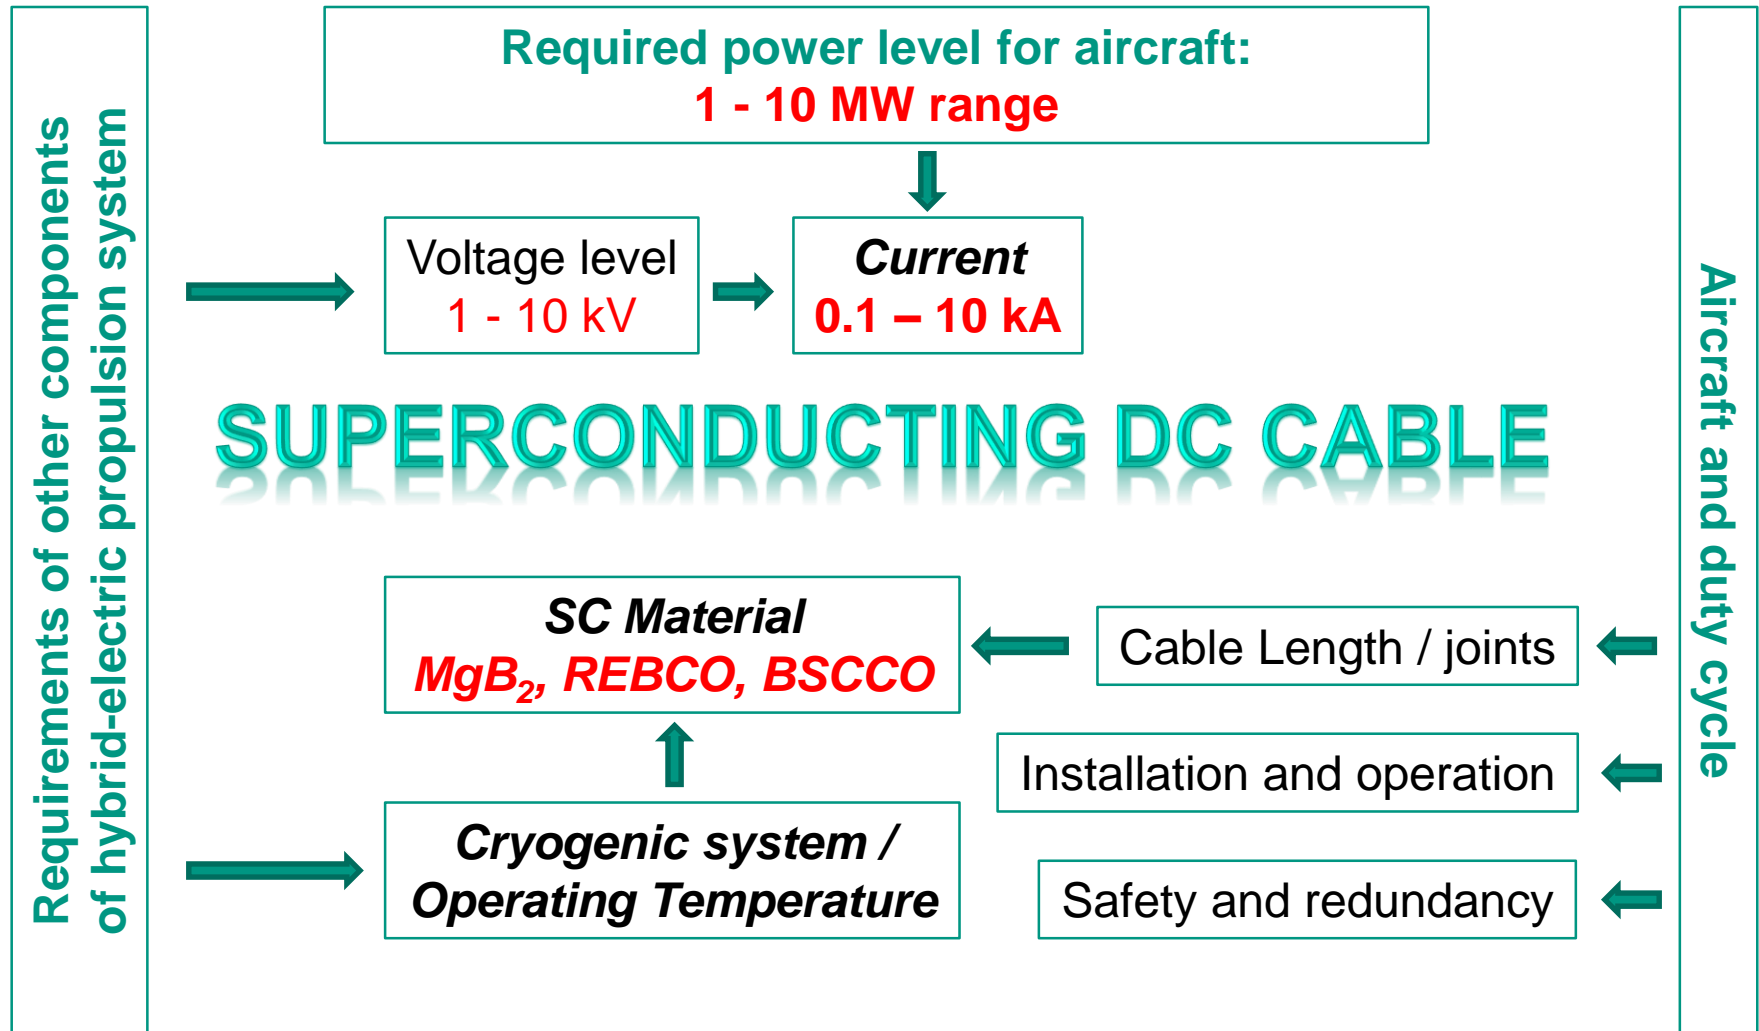 Required power level for aircraft:
1 - 10 MW range
Requirements of other components
of hybrid-electric propulsion system
Voltage level
1 - 10 kV
Current
0.1 – 10 kA
Aircraft and duty cycle
SUPERCONDUCTING DC CABLE
SC Material
MgB₂, REBCO, BSCCO
Cable Length / joints
Installation and operation
Cryogenic system /
Operating Temperature
Safety and redundancy